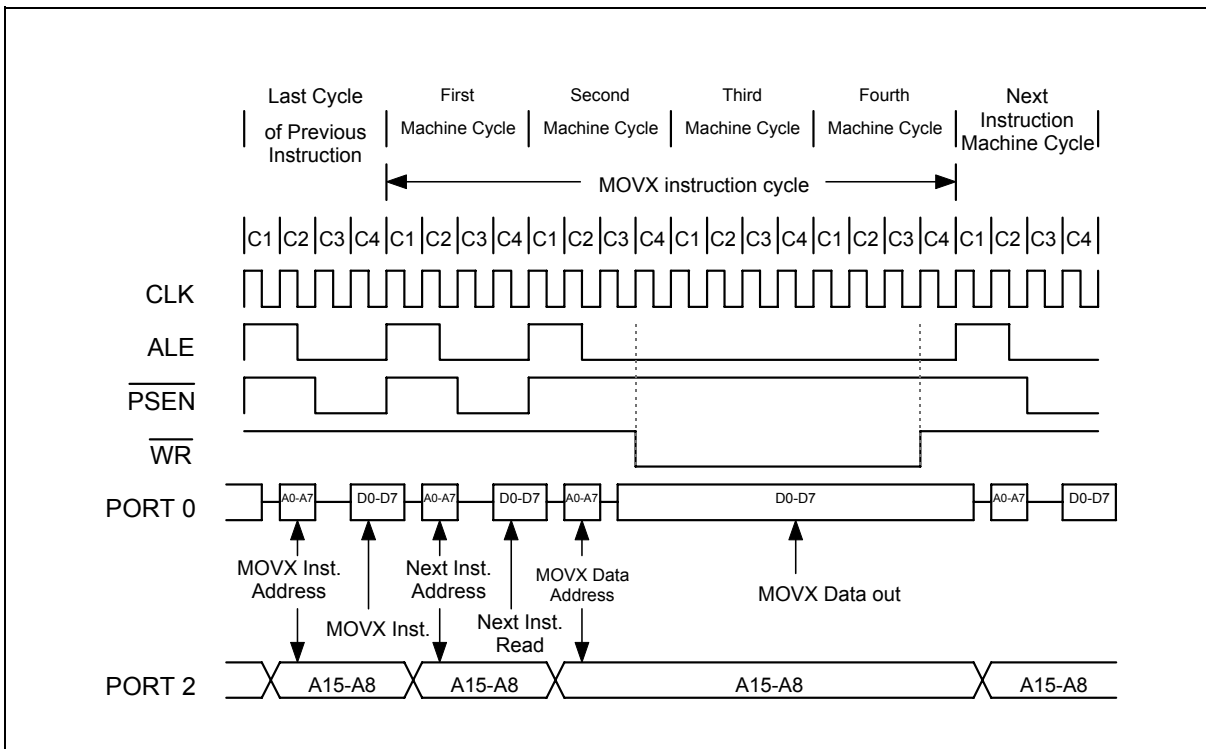 Last Cycle
of Previous
Instruction
First
Machine Cycle
Second
Machine Cycle
Third
Machine Cycle
Fourth
Machine Cycle
Next
Instruction
Machine Cycle
MOVX instruction cycle
C1 C2 C3 C4 C1 C2 C3 C4 C1 C2 C3 C4 C1 C2 C3 C4 C1 C2 C3 C4 C1 C2 C3 C4
CLK
ALE
PSEN
WR
PORT 0
A0-A7 D0-D7 A0-A7 D0-D7 A0-A7 D0-D7 A0-A7 D0-D7
MOVX Inst.
Address
MOVX Inst.
Next Inst.
Address
Next Inst.
Read
MOVX Data
Address
MOVX Data out
PORT 2
A15-A8 A15-A8 A15-A8 A15-A8